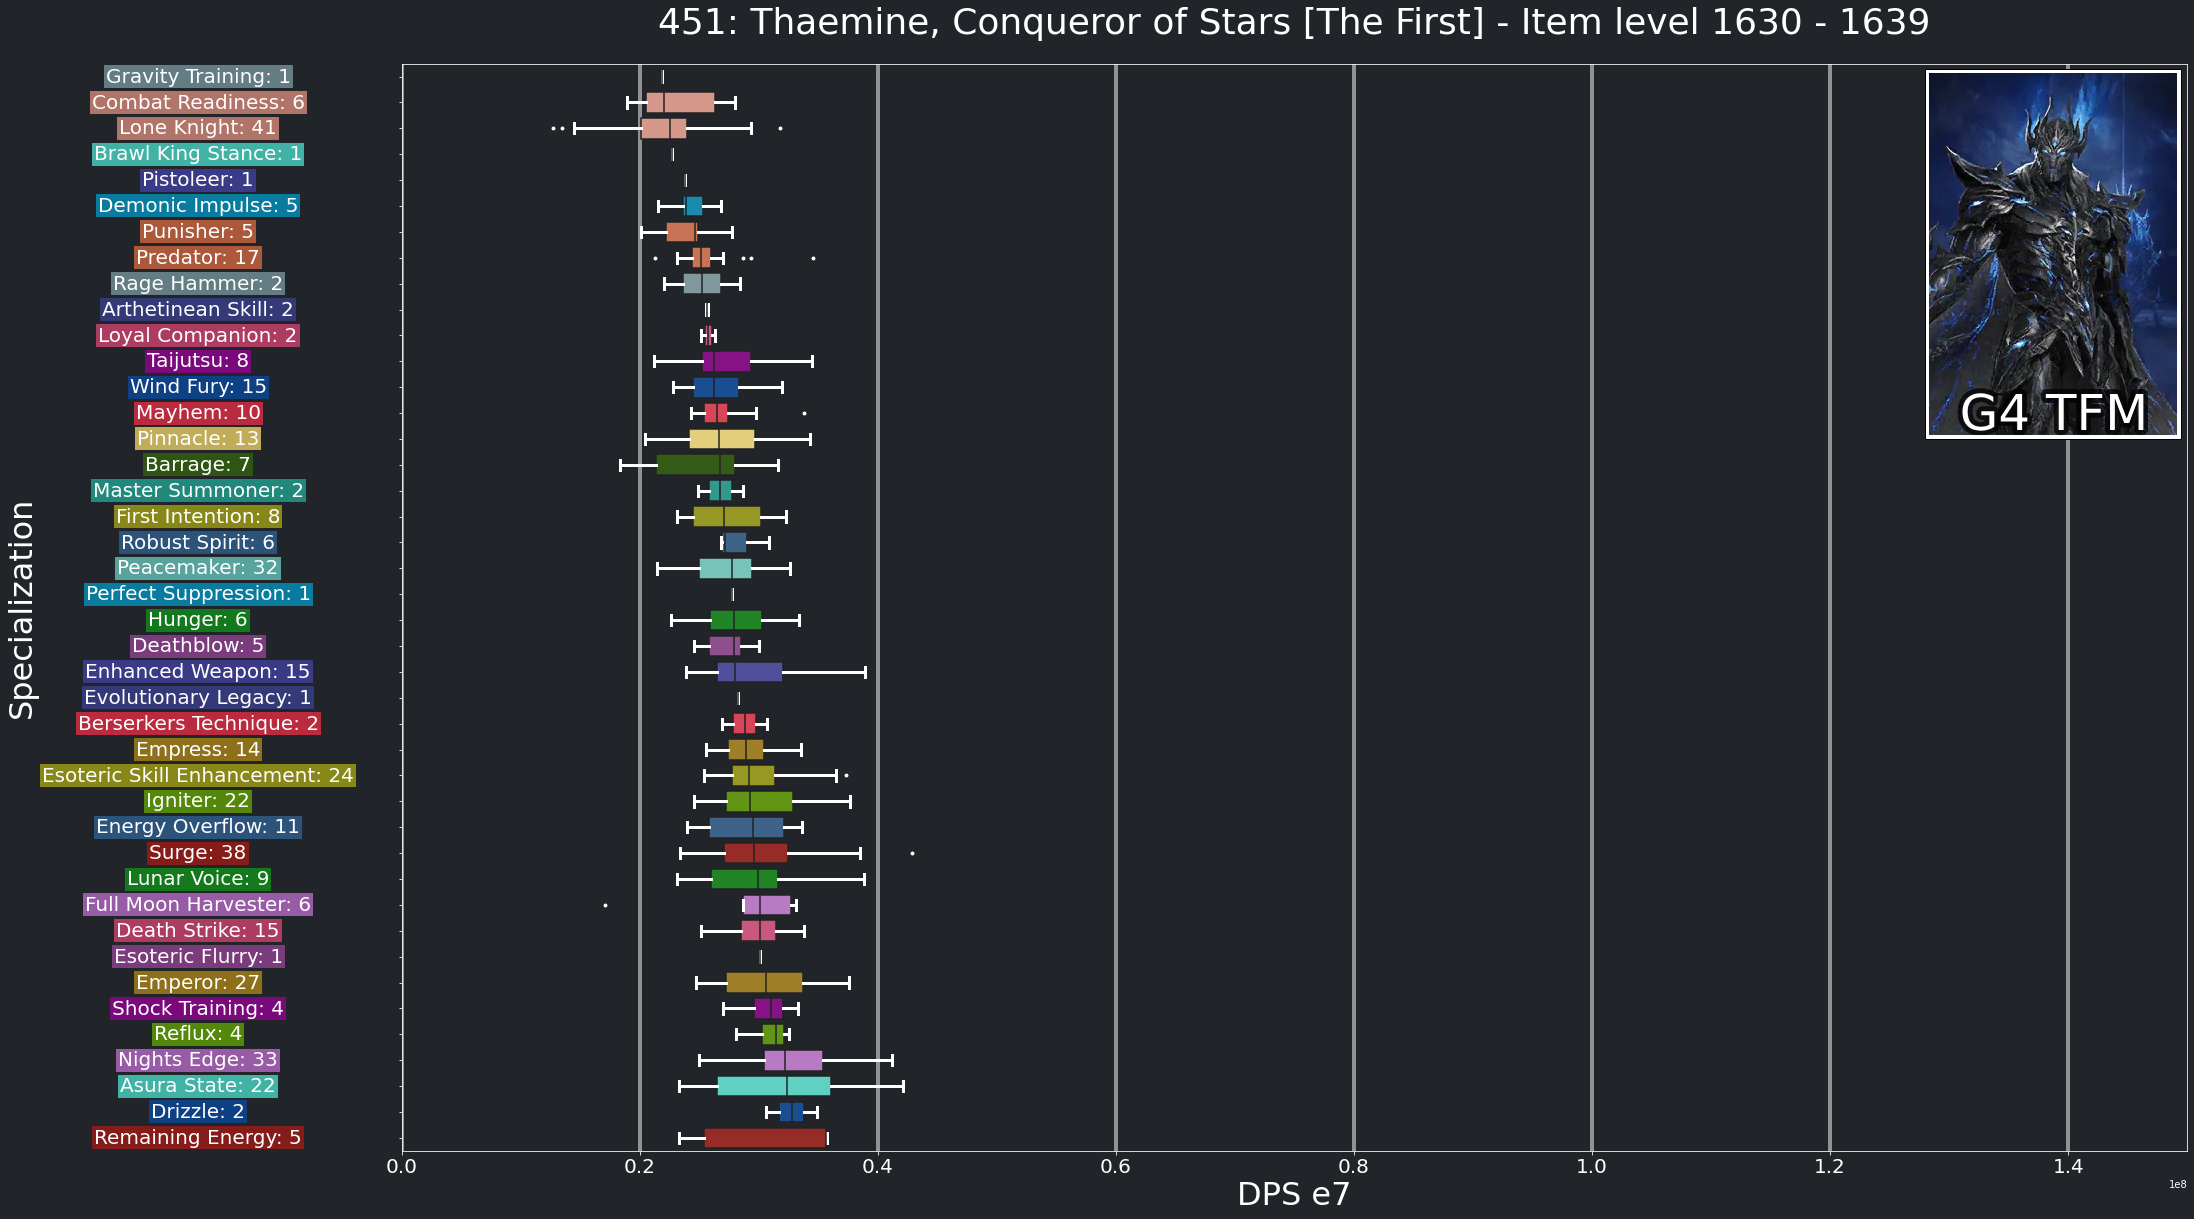 451: Thaemine, Conqueror of Stars [The First] - Item level 1630 - 1639
Specialization
Gravity Training: 1
Combat Readiness: 6
Lone Knight: 41
Brawl King Stance: 1
Pistoleer: 1
Demonic Impulse: 5
Punisher: 5
Predator: 17
Rage Hammer: 2
Arthetinean Skill: 2
Loyal Companion: 2
Taijutsu: 8
Wind Fury: 15
Mayhem: 10
Pinnacle: 13
Barrage: 7
Master Summoner: 2
First Intention: 8
Robust Spirit: 6
Peacemaker: 32
Perfect Suppression: 1
Hunger: 6
Deathblow: 5
Enhanced Weapon: 15
Evolutionary Legacy: 1
Berserkers Technique: 2
Empress: 14
Esoteric Skill Enhancement: 24
Igniter: 22
Energy Overflow: 11
Surge: 38
Lunar Voice: 9
Full Moon Harvester: 6
Death Strike: 15
Esoteric Flurry: 1
Emperor: 27
Shock Training: 4
Reflux: 4
Nights Edge: 33
Asura State: 22
Drizzle: 2
Remaining Energy: 5
G4 TFM
0.0 0.2 0.4 0.6 0.8 1.0 1.2 1.4
1e8
DPS e7